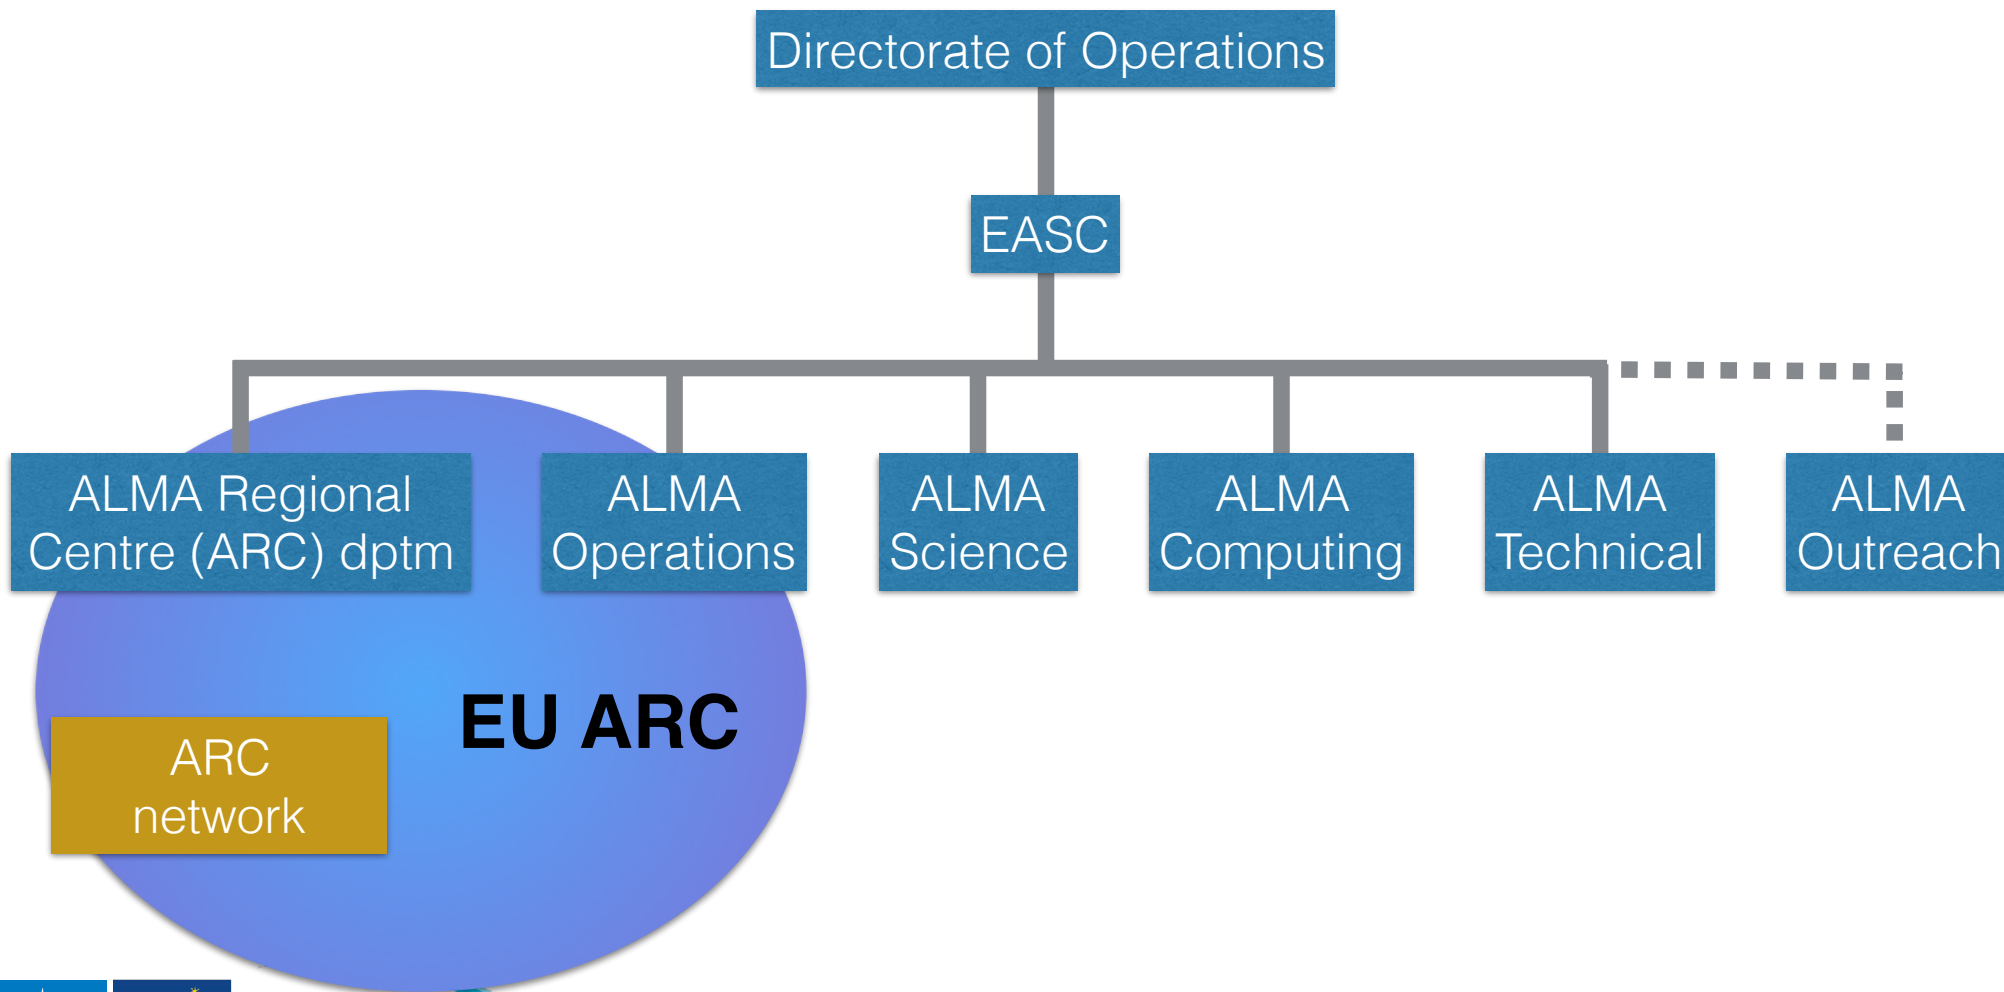 Directorate of Operations
EASC
ALMA Regional
Centre (ARC) dptm
ALMA
Operations
ALMA
Science
ALMA
Computing
ALMA
Technical
ALMA
Outreach
EU ARC
ARC
network